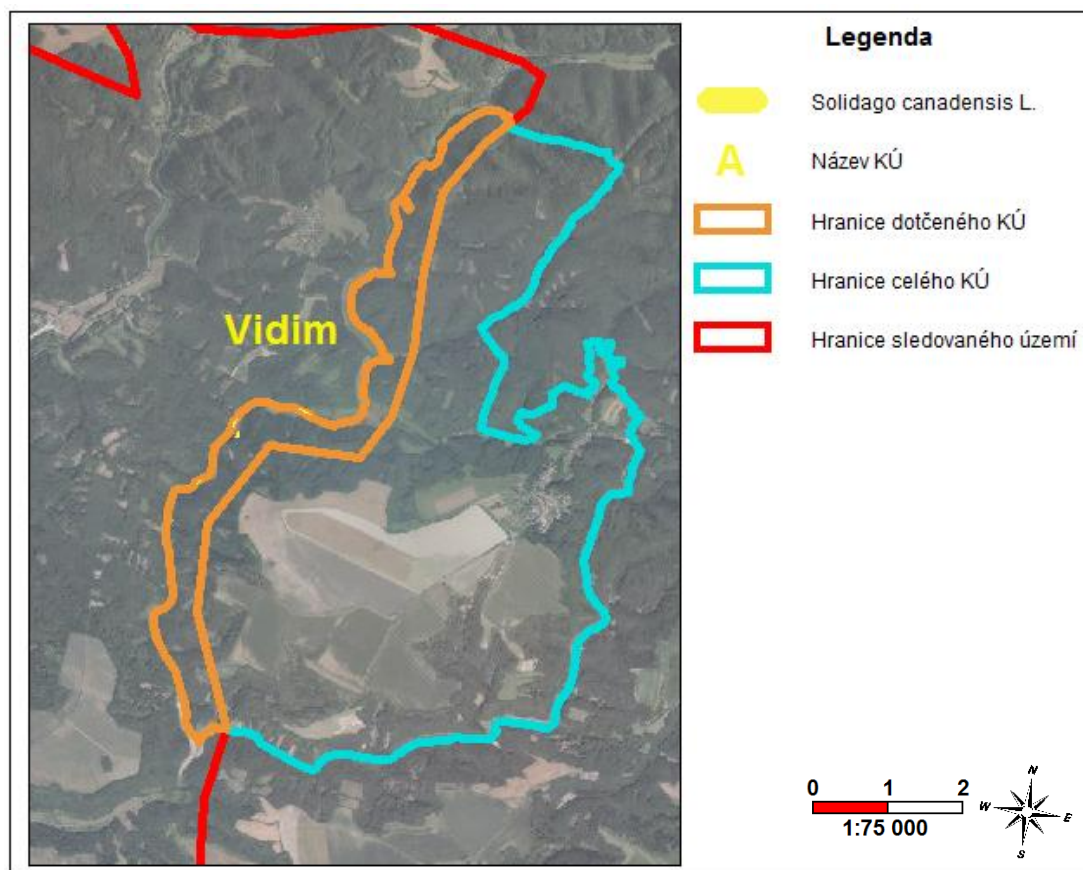 Vidim
Legenda
Solidago canadensis L.
A Název KÚ
Hranice dotčeného KÚ
Hranice celého KÚ
Hranice sledovaného území
0 1 2
1:75 000
N
W E
S